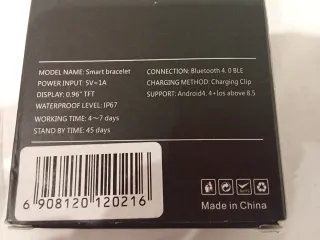 MODEL NAME: Smart bracelet
POWER INPUT: 5V⎓1A
DISPLAY: 0.96" TFT
WATERPROOFING LEVEL: IP67
WORKING TIME: 4～7 days
STAND BY TIME: 45 days
CONNECTION: Bluetooth 4. 0 BLE
CHARGING METHOD: Charging Clip
SUPPORT: Android4. 4+Ios above 8.5
6 908120 120216
Made in China